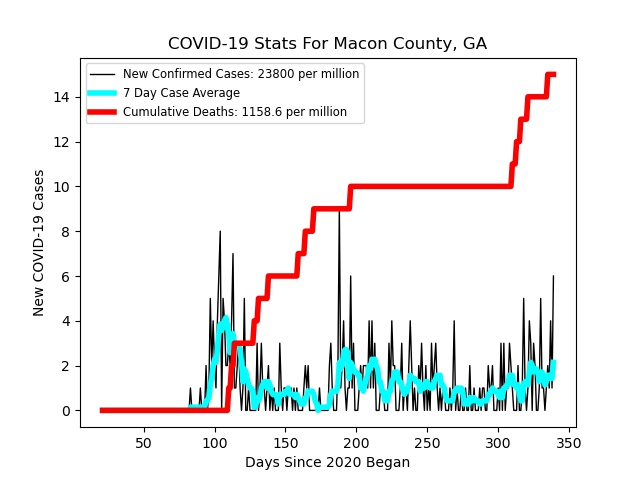 COVID-19 Stats For Macon County, GA
New Confirmed Cases: 23800 per million
7 Day Case Average
Cumulative Deaths: 1158.6 per million
New COVID-19 Cases
14
12
10
8
6
4
2
0
50 100 150 200 250 300 350
Days Since 2020 Began